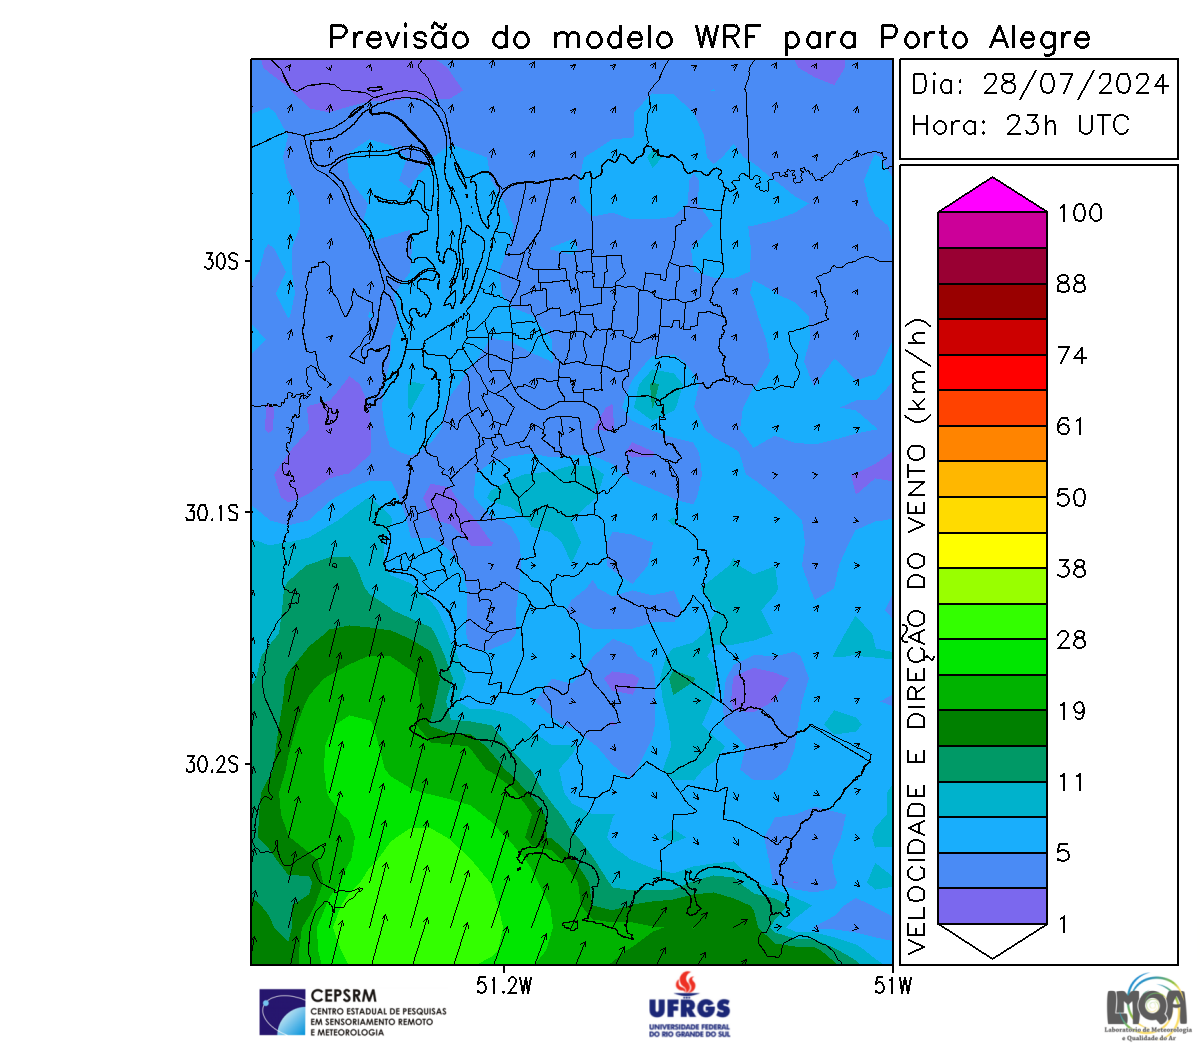 Previsão do modelo WRF para Porto Alegre
Dia: 28/07/2024
Hora: 23h UTC
30S
30.1S
30.2S
51.2W
51W
VELOCIDADE E DIREÇÃO DO VENTO (km/h)
100
88
74
61
50
38
28
19
11
5
1
CEPSRM
CENTRO ESTADUAL DE PESQUISAS
EM SENSORIAMENTO REMOTO
E METEOROLOGIA
UFRGS
UNIVERSIDADE FEDERAL
DO RIO GRANDE DO SUL
LMQA
Laboratório de Meteorologia
e Qualidade do Ar